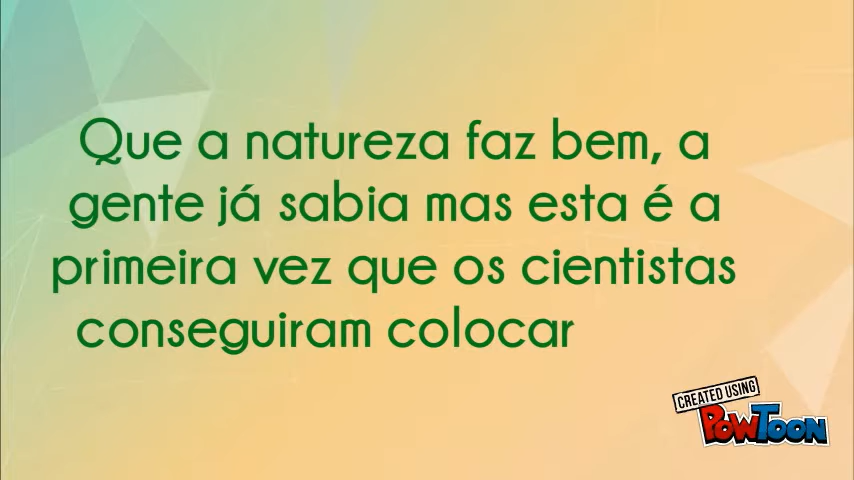 Que a natureza faz bem, a
gente já sabia mas esta é a
primeira vez que os cientistas
conseguiram colocar
CREATED USING
POWTOON